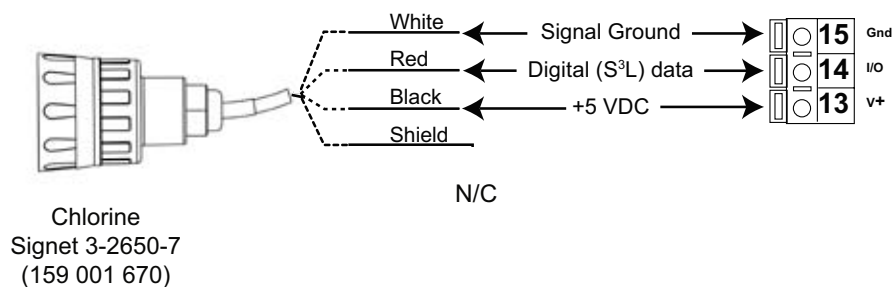 White Signal Ground 15 Gnd
Red Digital (S³L) data 14 I/O
Black +5 VDC 13 V+
Shield
N/C
Chlorine
Signet 3-2650-7
(159 001 670)